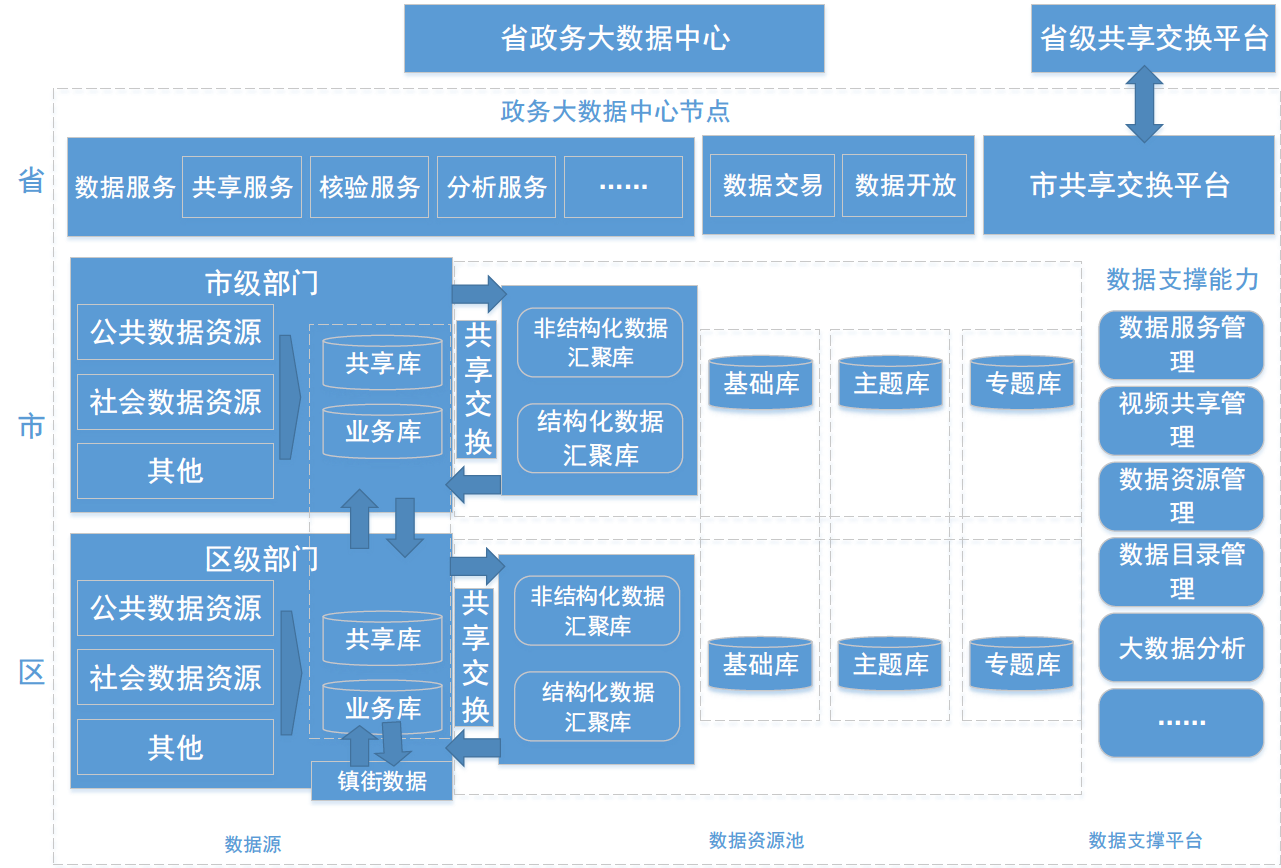 省政务大数据中心
省级共享交换平台
政务大数据中心节点
省
数据服务
共享服务
核验服务
分析服务
······
数据交易
数据开放
市共享交换平台
市
市级部门
公共数据资源
社会数据资源
其他
共享库
业务库
共
享
交
换
非结构化数据
汇聚库
结构化数据
汇聚库
基础库
主题库
专题库
数据支撑能力
数据服务管
理
视频共享管
理
数据资源管
理
数据目录管
理
大数据分析
······
区
区级部门
公共数据资源
社会数据资源
其他
共享库
业务库
镇街数据
共
享
交
换
非结构化数据
汇聚库
结构化数据
汇聚库
基础库
主题库
专题库
数据源
数据资源池
数据支撑平台